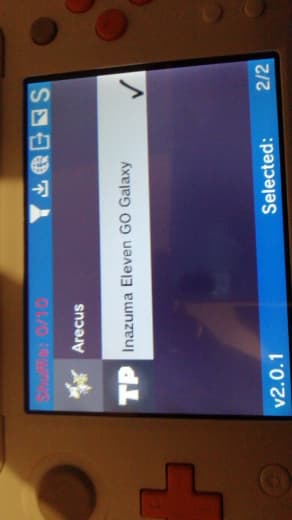 Shuffle: 0/10
Arecus
TP
Inazuma Eleven GO Galaxy
Selected: 2/2
v2.0.1